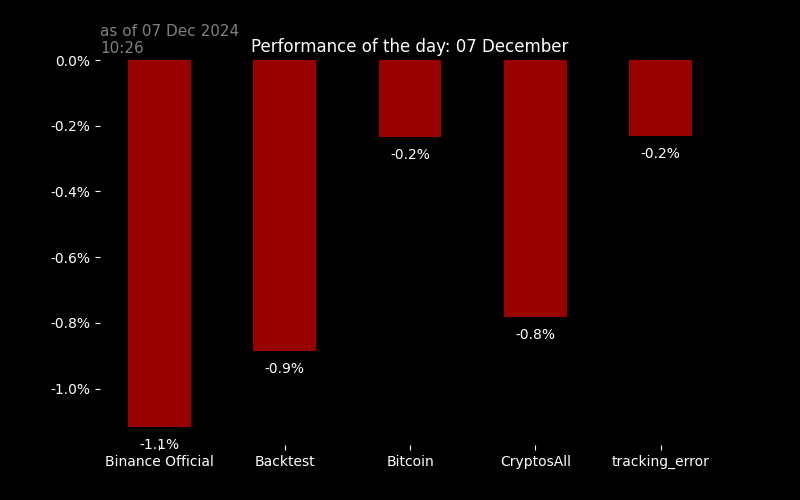 as of 07 Dec 2024
10:26
Performance of the day: 07 December
0.0%
-0.2%
-0.4%
-0.6%
-0.8%
-1.0%
-1.1%
-0.9%
-0.2%
-0.8%
-0.2%
Binance Official
Backtest
Bitcoin
CryptosAll
tracking_error